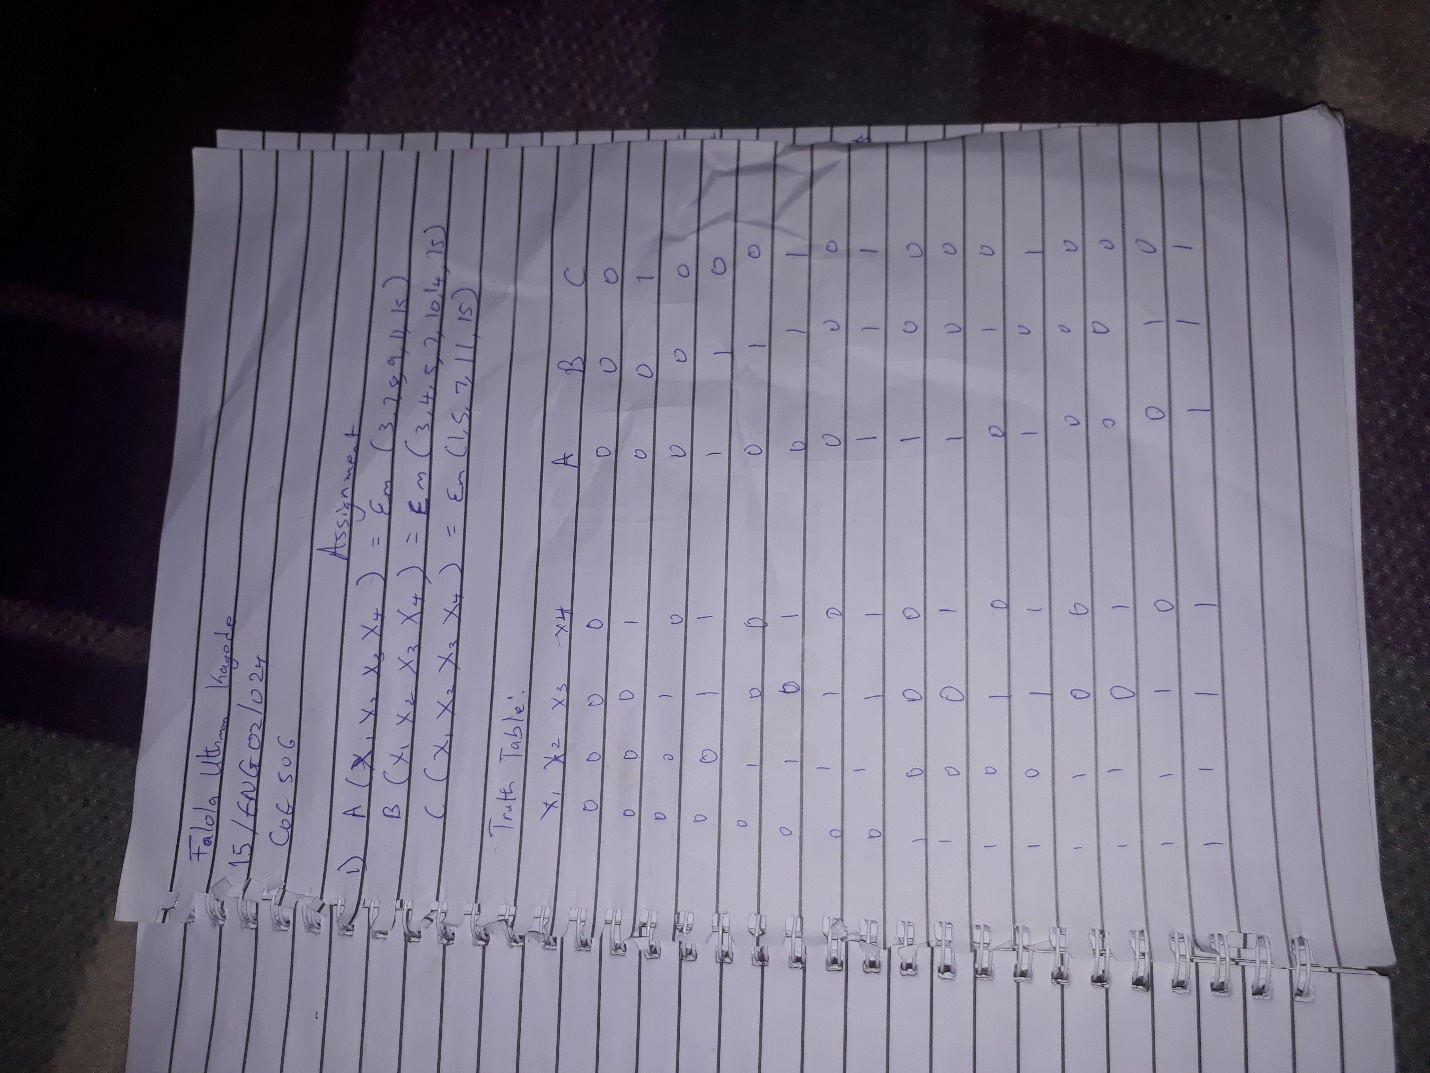 Falola Uthman Kayode
15/ENG02/024
COE 506
Assignment
1) A (X1 X2 X3 X4) = Em (3,7,8,9,11,15)
B (X1 X2 X3 X4) = Em (3,4,5,7,10,14,15)
C (X1 X2 X3 X4) = Em (1,5,7,11,15)
Truth Table:
X1 X2 X3 X4 A B C
0 0 0 0 0 0 0
0 0 0 1 0 0 1
0 0 1 0 0 0 0
0 0 1 1 1 1 0
0 1 0 0 0 1 0
0 1 0 1 0 1 1
0 1 1 0 0 0 0
0 1 1 1 1 1 1
1 0 0 0 1 0 0
1 0 0 1 1 0 0
1 0 1 0 0 1 0
1 0 1 1 1 0 1
1 1 0 0 0 0 0
1 1 0 1 0 0 0
1 1 1 0 0 1 0
1 1 1 1 1 1 1